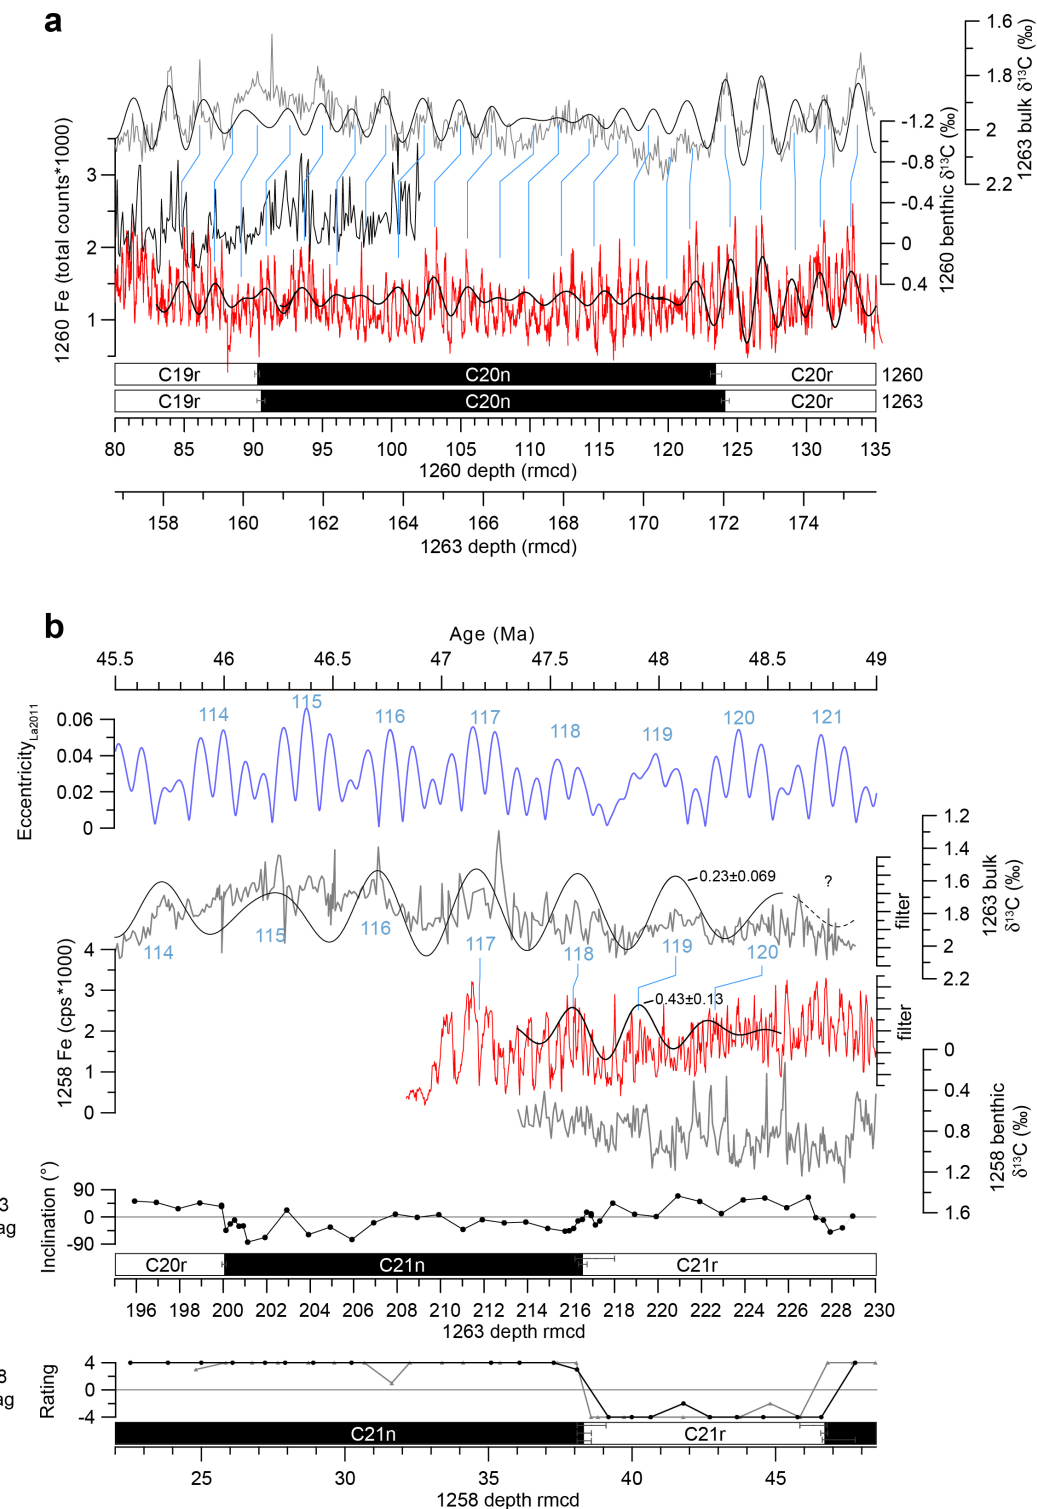 a
1.6
1.8
2
2.2
1263 bulk δ13C (‰)
-1.2
-0.8
-0.4
0
0.4
1260 benthic δ13C (‰)
3
2
1
1260 Fe (total counts*1000)
C19r C20n C20r 1260
C19r C20n C20r 1263
80 85 90 95 100 105 110 115 120 125 130 135
1260 depth (rmcd)
158 160 162 164 166 168 170 172 174
1263 depth (rmcd)
b
Age (Ma)
45.5 46 46.5 47 47.5 48 48.5 49
114 115 116 117 118 119 120 121
0.06
0.04
0.02
0
EccentricityLa2011
1.2
1.4
1.6
1.8
2
2.2
1263 bulk
δ13C (‰)
filter
0.23±0.069
?
114 115 116 117 118 119 120
4
3
2
1
0
1258 Fe (cps*1000)
0.43±0.13
filter
0
0.4
0.8
1.2
1.6
1258 benthic
δ13C (‰)
3
ag
90
0
-90
Inclination (°)
C20r C21n C21r
196 198 200 202 204 206 208 210 212 214 216 218 220 222 224 226 228 230
1263 depth rmcd
8
ag
4
0
-4
Rating
C21n C21r
25 30 35 40 45
1258 depth rmcd